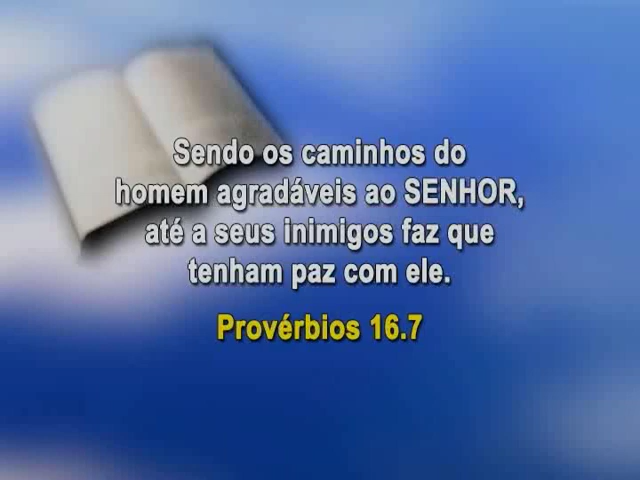 Sendo os caminhos do
homem agradáveis ao SENHOR,
até a seus inimigos faz que
tenham paz com ele.
Provérbios 16.7